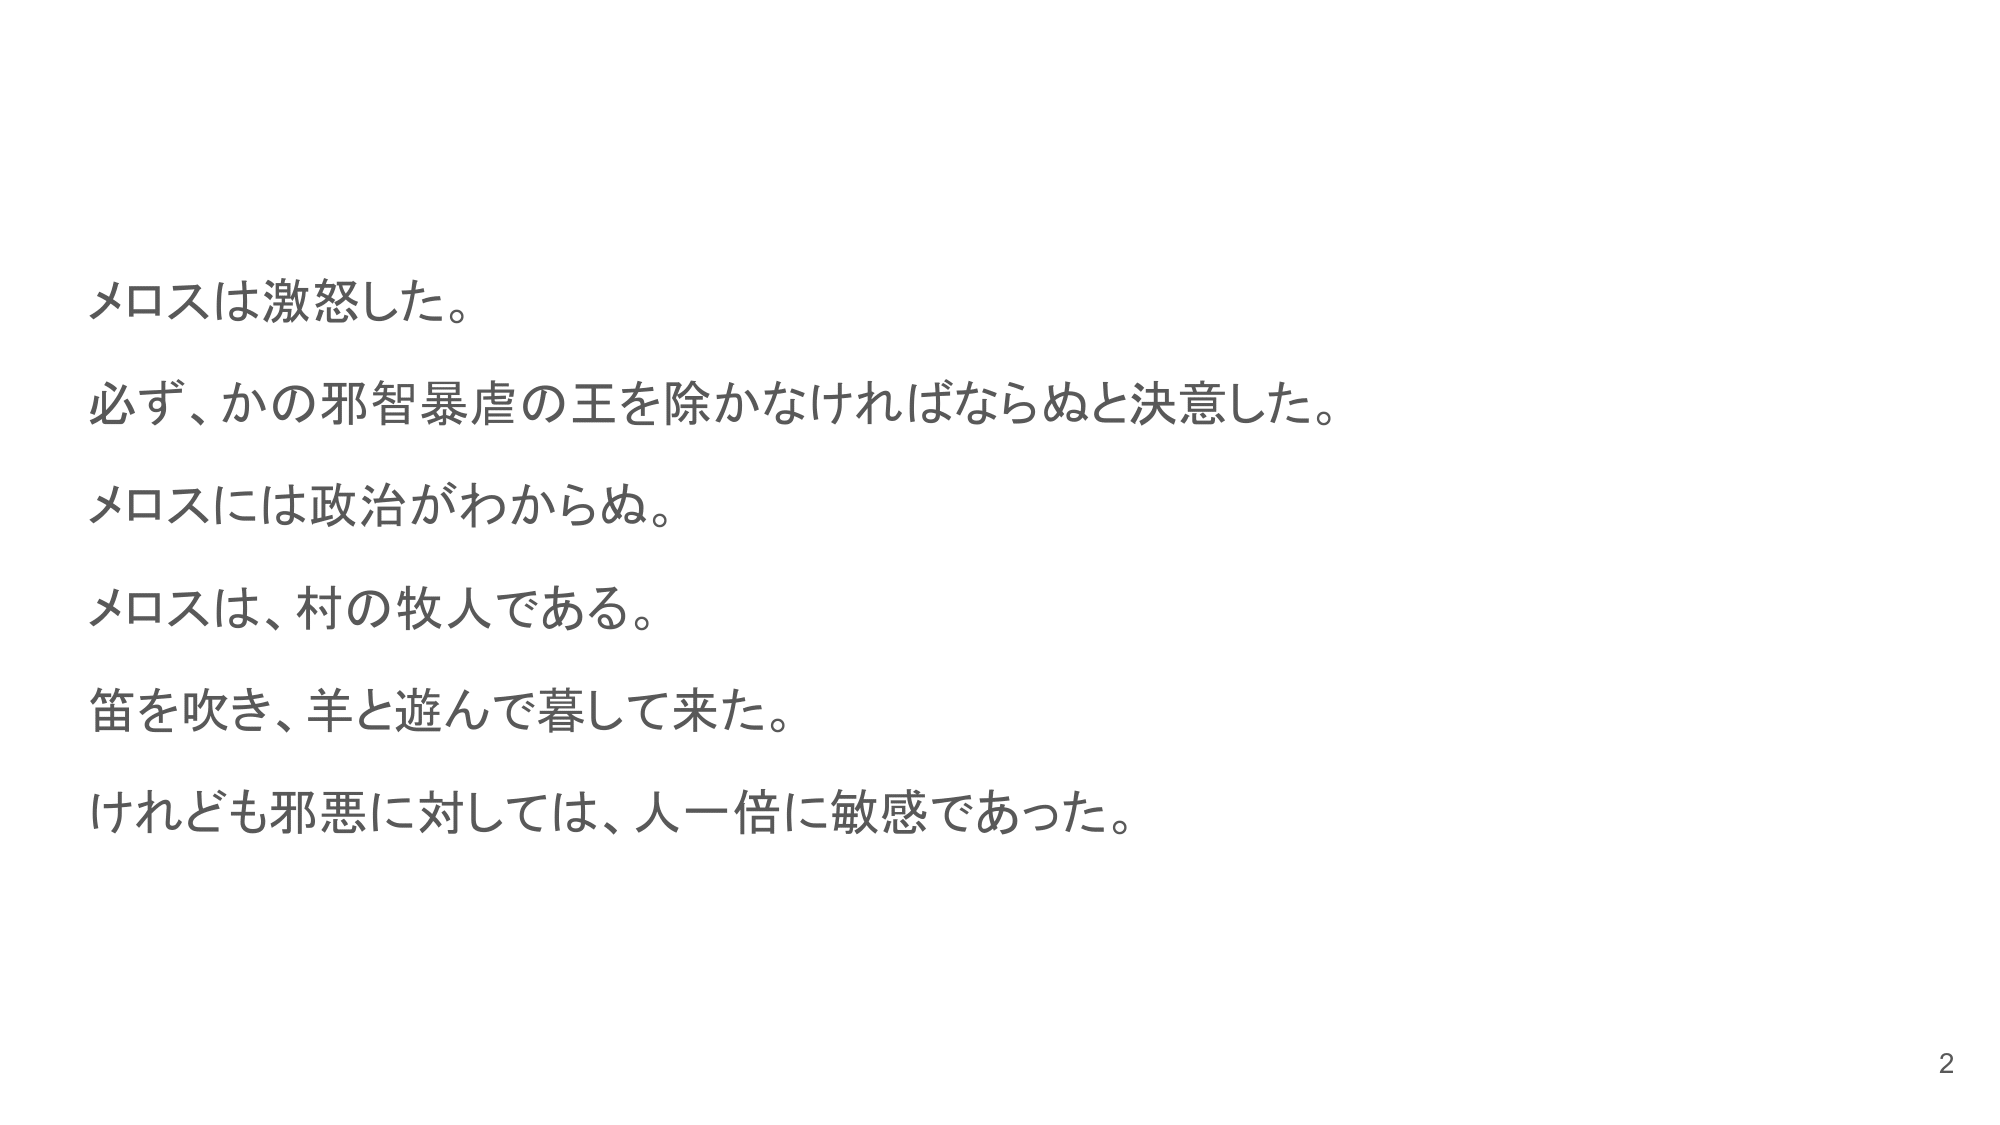 メロスは激怒した。
必ず、かの邪智暴虐の王を除かなければならぬと決意した。
メロスには政治がわからぬ。
メロスは、村の牧人である。
笛を吹き、羊と遊んで暮して来た。
けれども邪悪に対しては、人一倍に敏感であった。
2